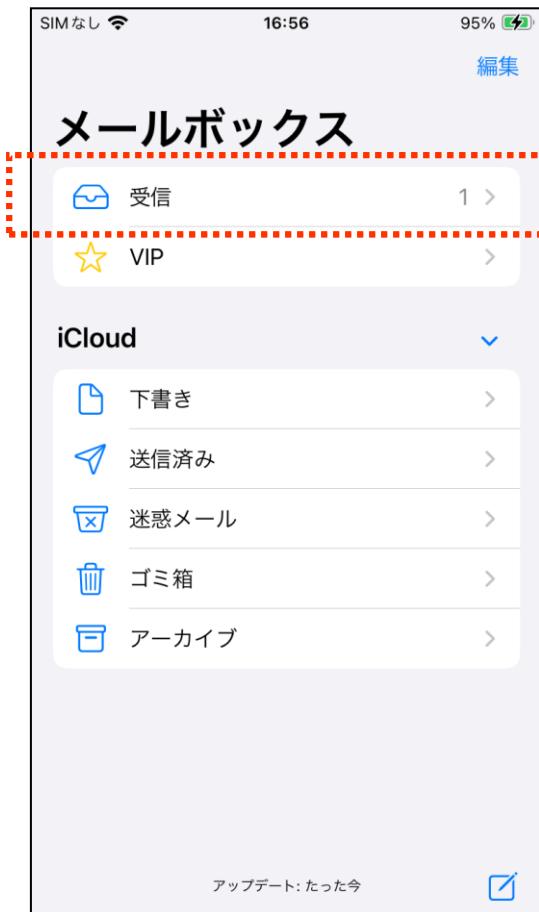 SIMなし 16:56 95%
編集
メールボックス
受信 1
VIP
iCloud
下書き
送信済み
迷惑メール
ゴミ箱
アーカイブ
アップデート: たった今